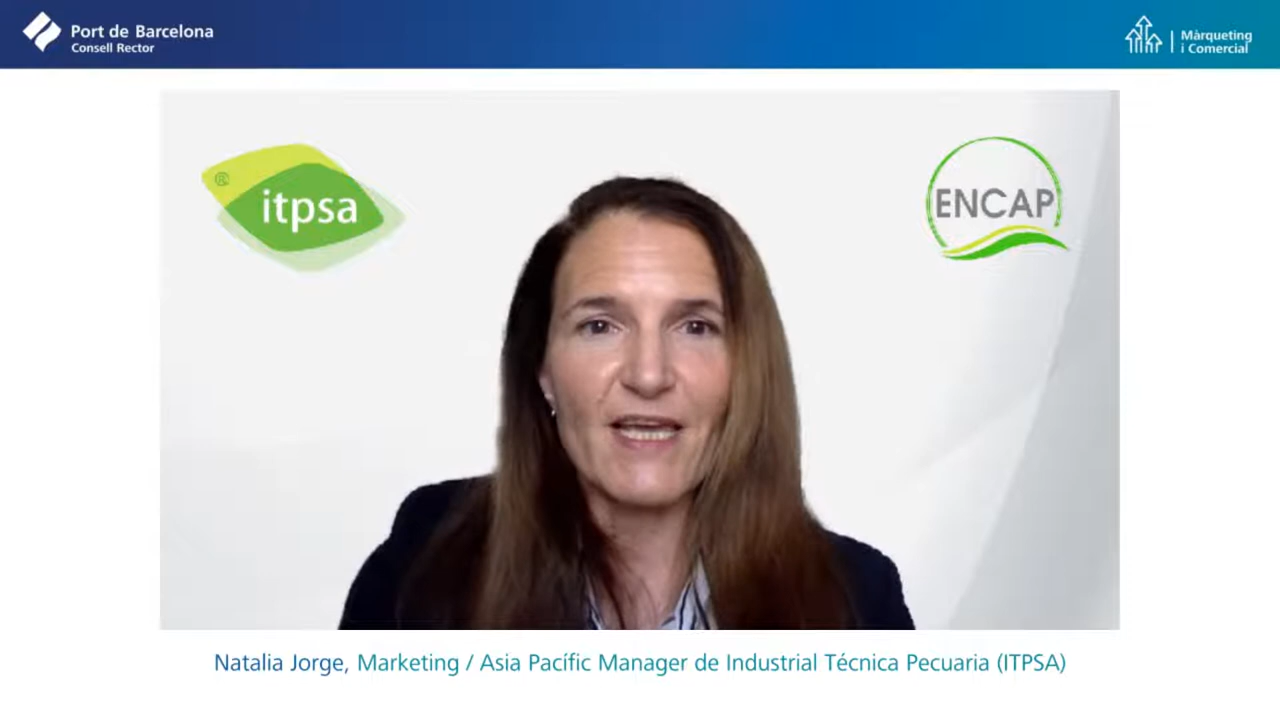 Port de Barcelona
Consell Rector
Màrqueting
i Comercial
® itpsa
ENCAP
Natalia Jorge, Marketing / Asia Pacífic Manager de Industrial Técnica Pecuaria (ITPSA)